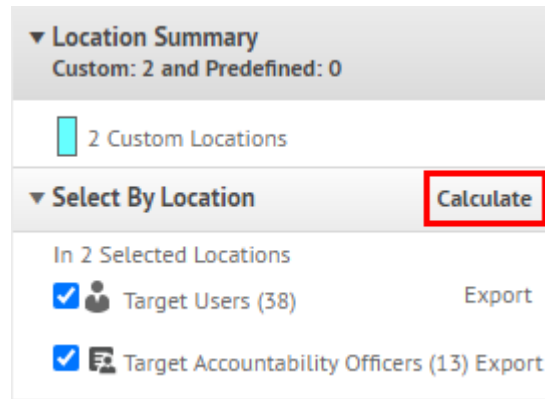 Location Summary
Custom: 2 and Predefined: 0
2 Custom Locations
Select By Location Calculate
In 2 Selected Locations
Target Users (38) Export
Target Accountability Officers (13) Export